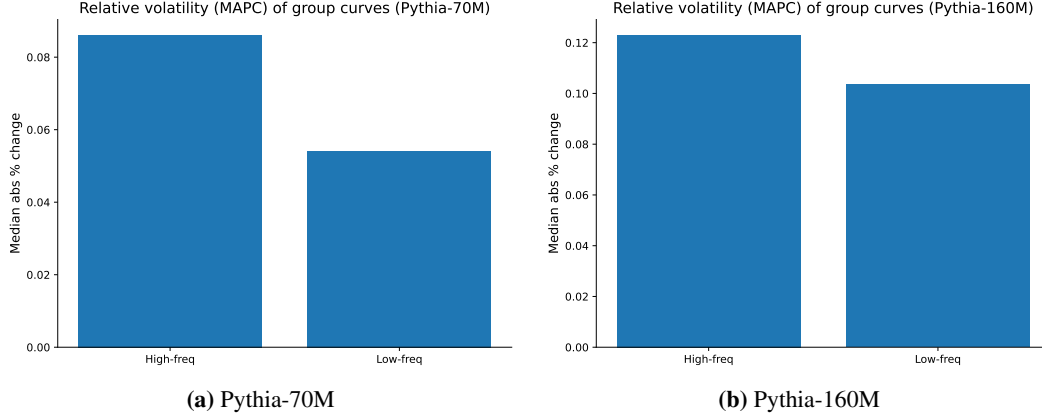 Relative volatility (MAPC) of group curves (Pythia-70M)
Median abs % change
0.08
0.06
0.04
0.02
0.00
High-freq
Low-freq
(a) Pythia-70M
Relative volatility (MAPC) of group curves (Pythia-160M)
Median abs % change
0.12
0.10
0.08
0.06
0.04
0.02
0.00
High-freq
Low-freq
(b) Pythia-160M